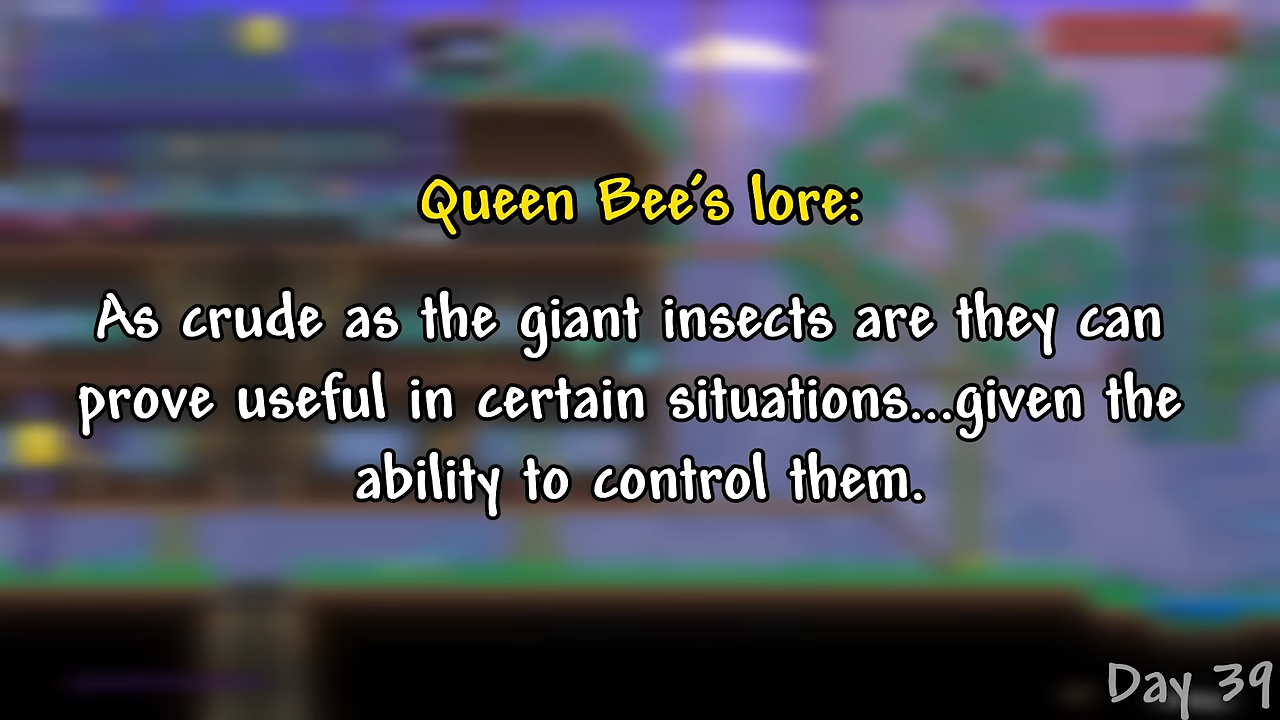 Queen Bee's lore:
As crude as the giant insects are they can
prove useful in certain situations...given the
ability to control them.
Day 39